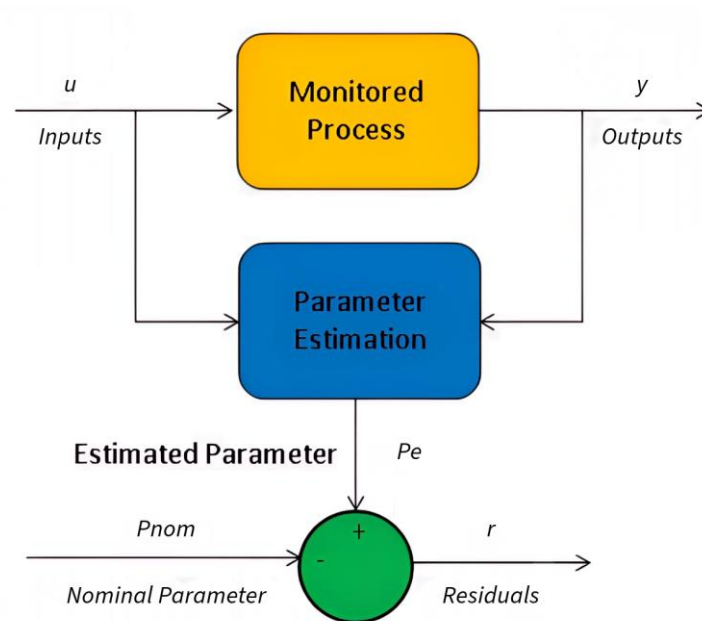 u
Inputs
Monitored
Process
y
Outputs
Parameter
Estimation
Estimated Parameter
Pe
Pnom
+
-
r
Nominal Parameter
Residuals